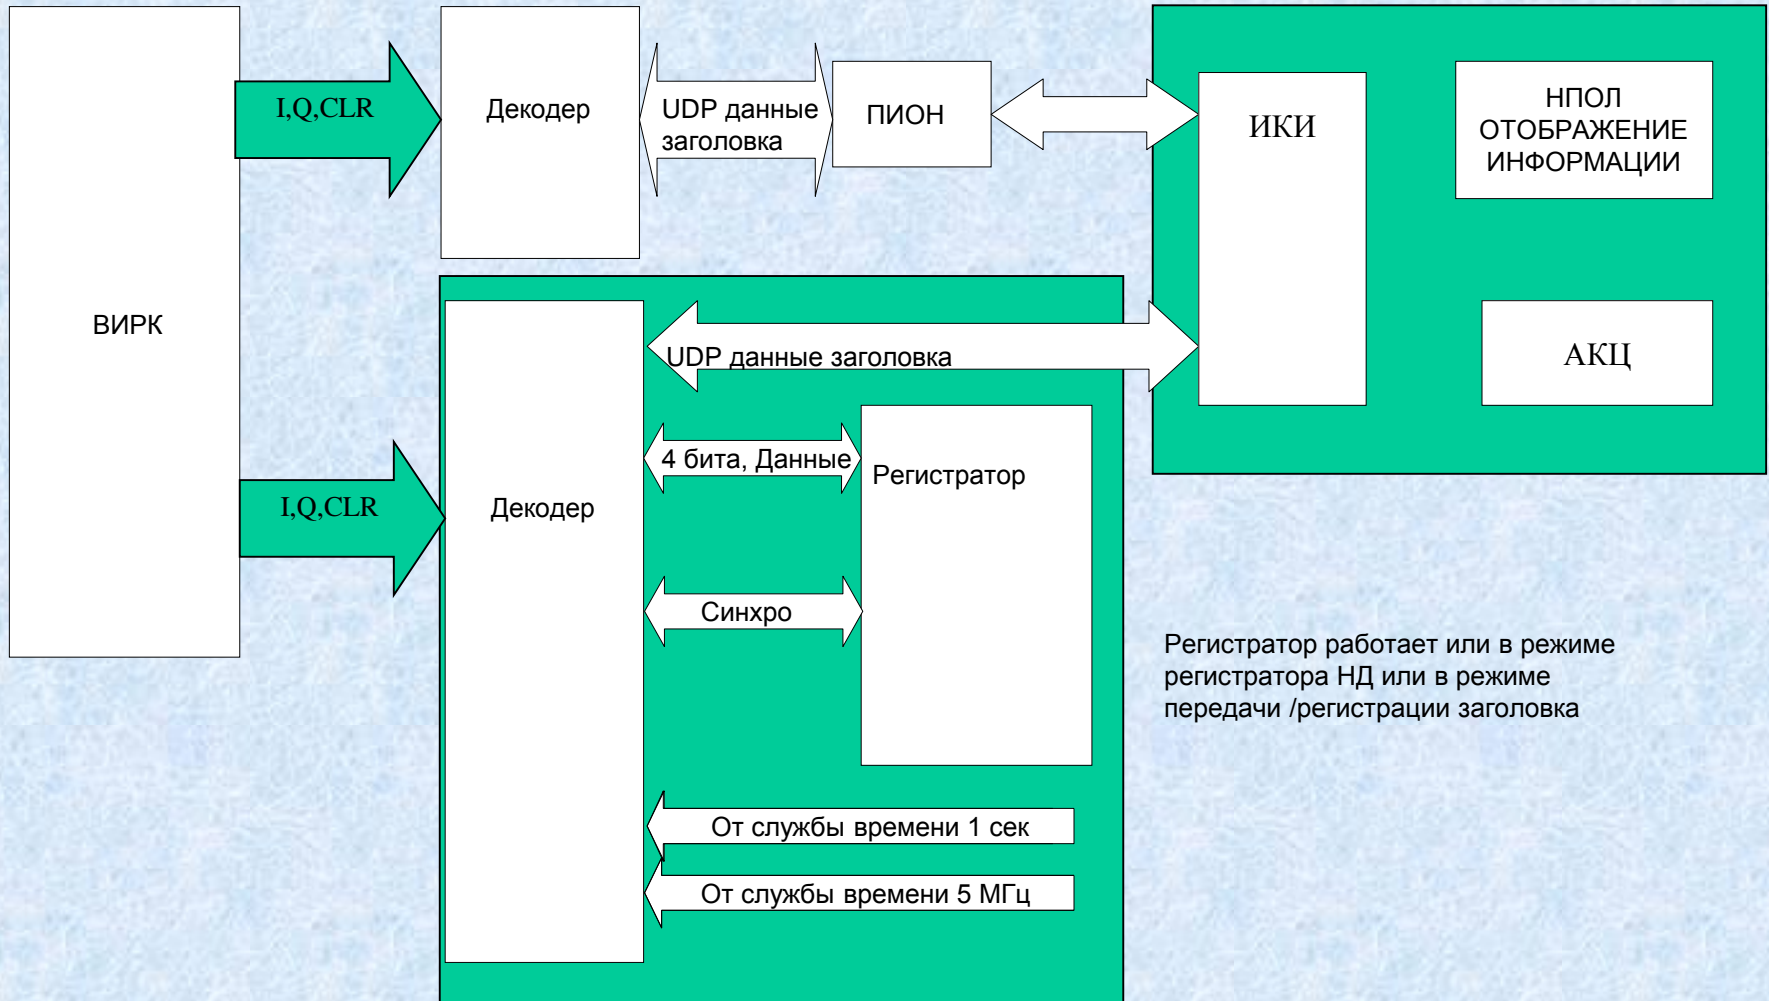 I,Q,CLR
Декодер
UDP данные
заголовка
ПИОН
ИКИ
НПОЛ
ОТОБРАЖЕНИЕ
ИНФОРМАЦИИ
ВИРК
UDP данные заголовка
АКЦ
4 бита, Данные
Регистратор
I,Q,CLR
Декодер
Синхро
Регистратор работает или в режиме
регистратора НД или в режиме
передачи /регистрации заголовка
От службы времени 1 сек
От службы времени 5 МГц